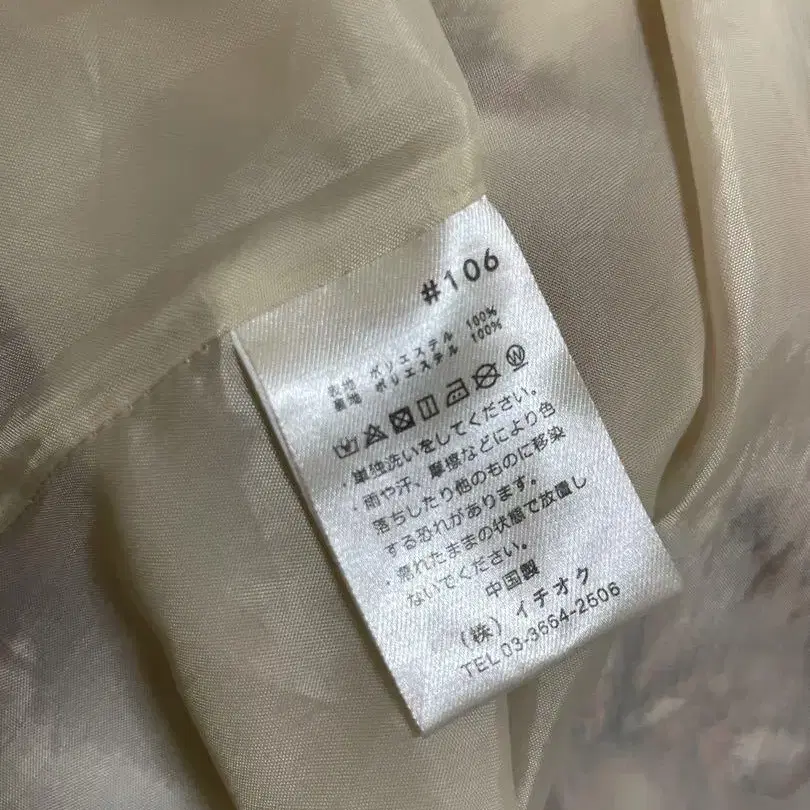 #106
表地 ポリエステル 100%
裏地 ポリエステル 100%
・単独洗いをしてください。
・雨や汗、摩擦などにより色
落ちしたり他のものに移染
する恐れがあります。
・濡れたままの状態で放置し
ないでください。
中国製
(株) イチオク
TEL 03-3664-2506